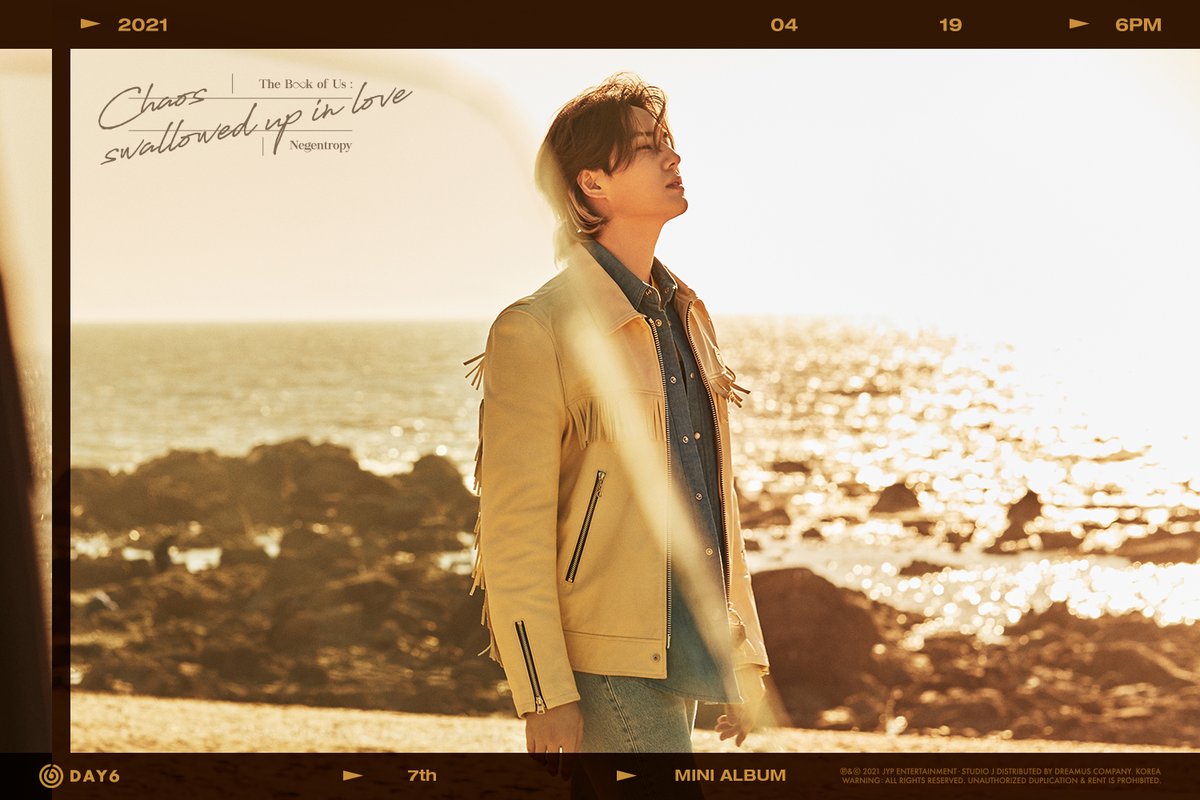 2021 04 19 6PM
The Book of Us :
Chaos
swallowed up in love
Negentropy
DAY6 7th MINI ALBUM
℗&© 2021 JYP ENTERTAINMENT · STUDIO J DISTRIBUTED BY DREAMUS COMPANY. KOREA
WARNING: ALL RIGHTS RESERVED. UNAUTHORIZED DUPLICATION & RENT IS PROHIBITED.